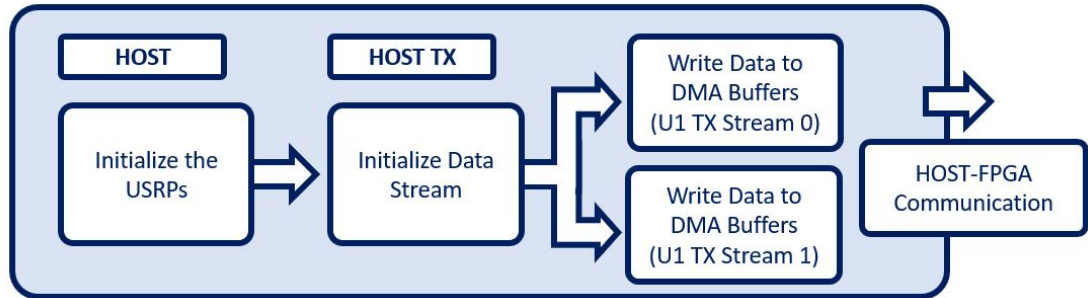 HOST
Initialize the
USRPs
HOST TX
Initialize Data
Stream
Write Data to
DMA Buffers
(U1 TX Stream 0)
Write Data to
DMA Buffers
(U1 TX Stream 1)
HOST-FPGA
Communication